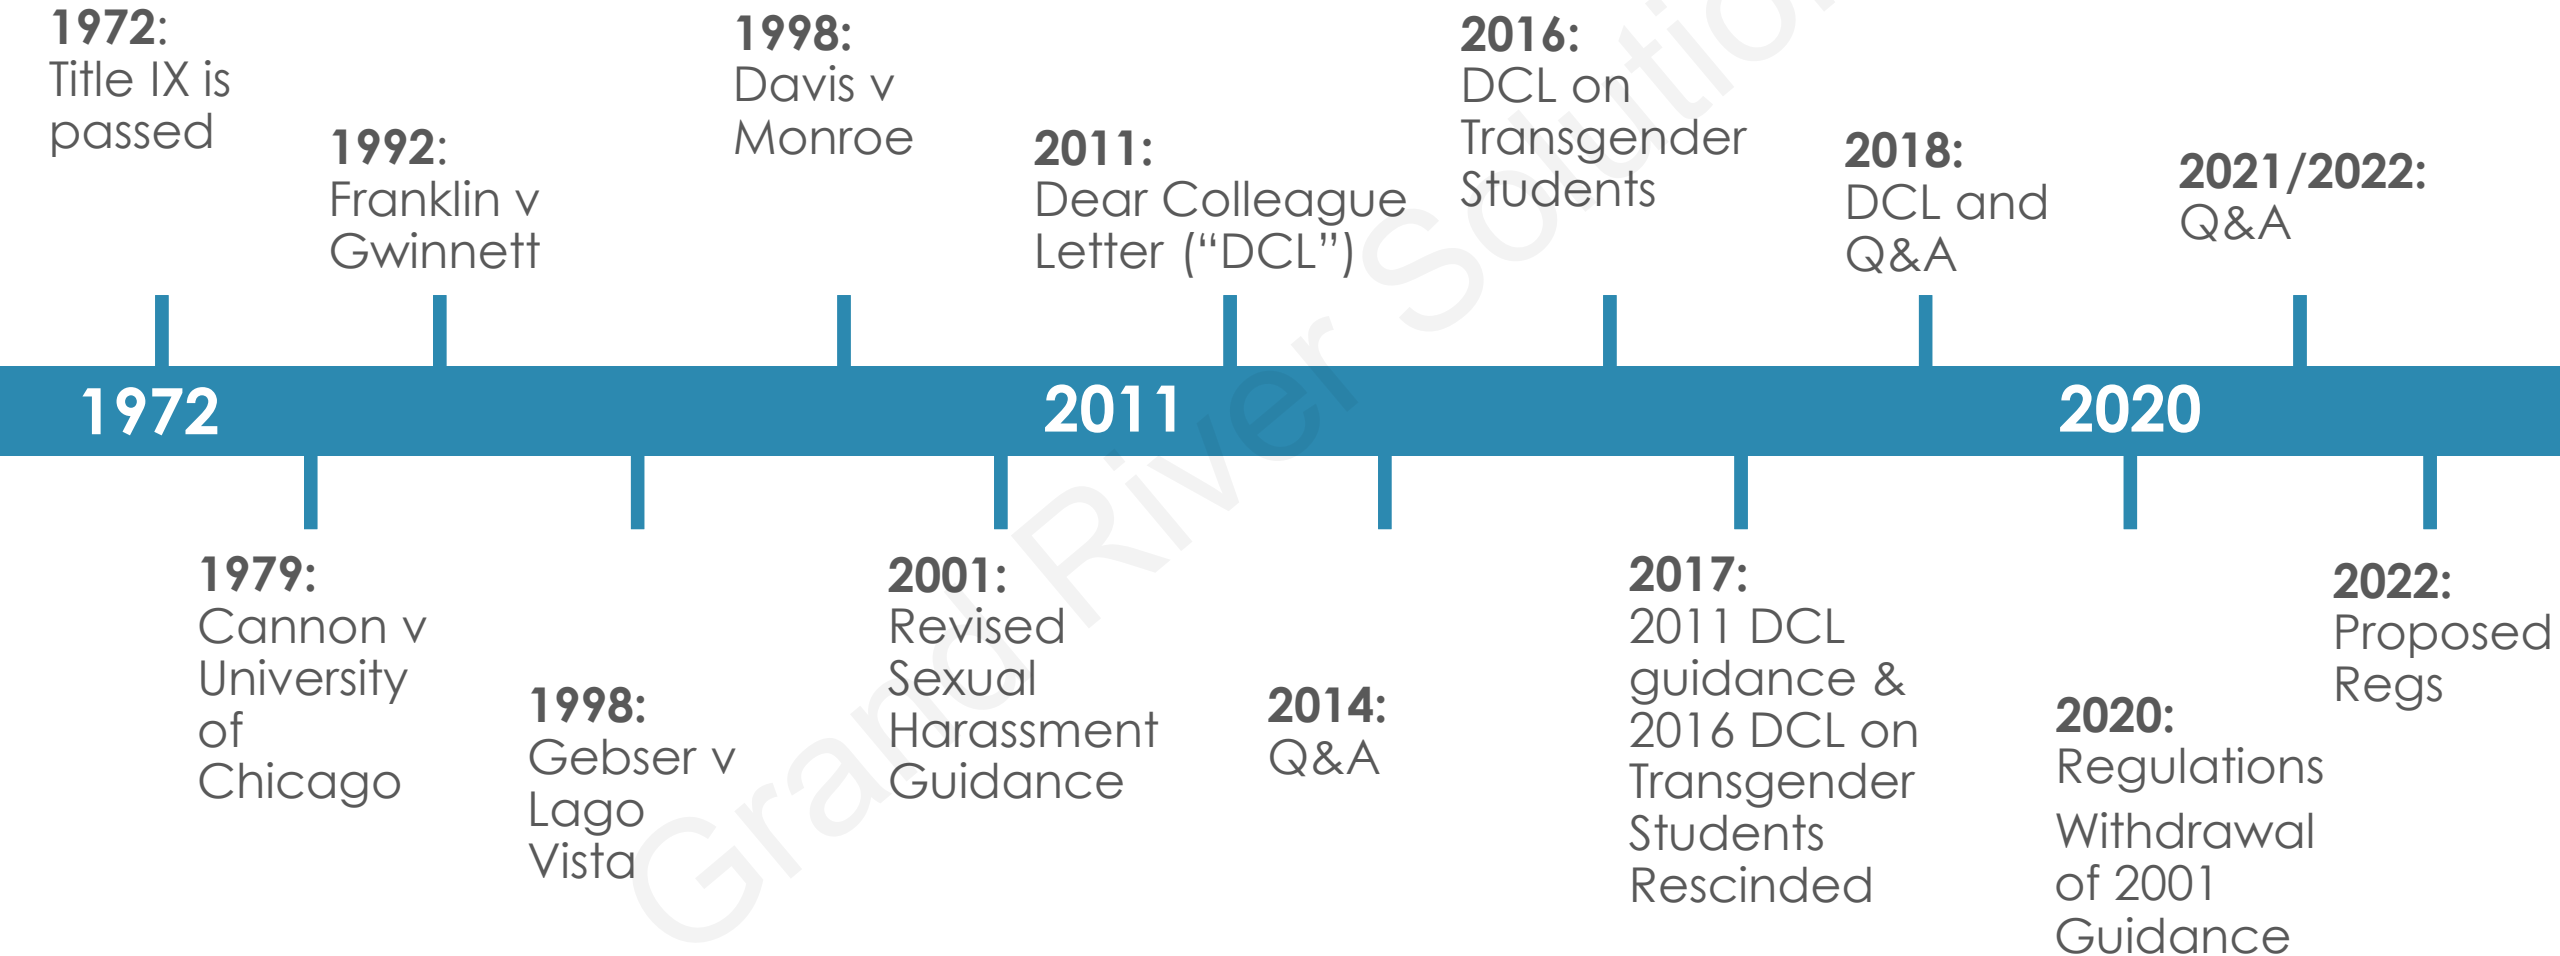 1972:
Title IX is
passed
1992:
Franklin v
Gwinnett
1998:
Davis v
Monroe
2011:
Dear Colleague
Letter (“DCL”)
2016:
DCL on
Transgender
Students
2018:
DCL and
Q&A
2021/2022:
Q&A
1972
2011
2020
1979:
Cannon v
University
of
Chicago
1998:
Gebser v
Lago
Vista
2001:
Revised
Sexual
Harassment
Guidance
2014:
Q&A
2017:
2011 DCL
guidance &
2016 DCL on
Transgender
Students
Rescinded
2020:
Regulations
Withdrawal
of 2001
Guidance
2022:
Proposed
Regs
Grand River